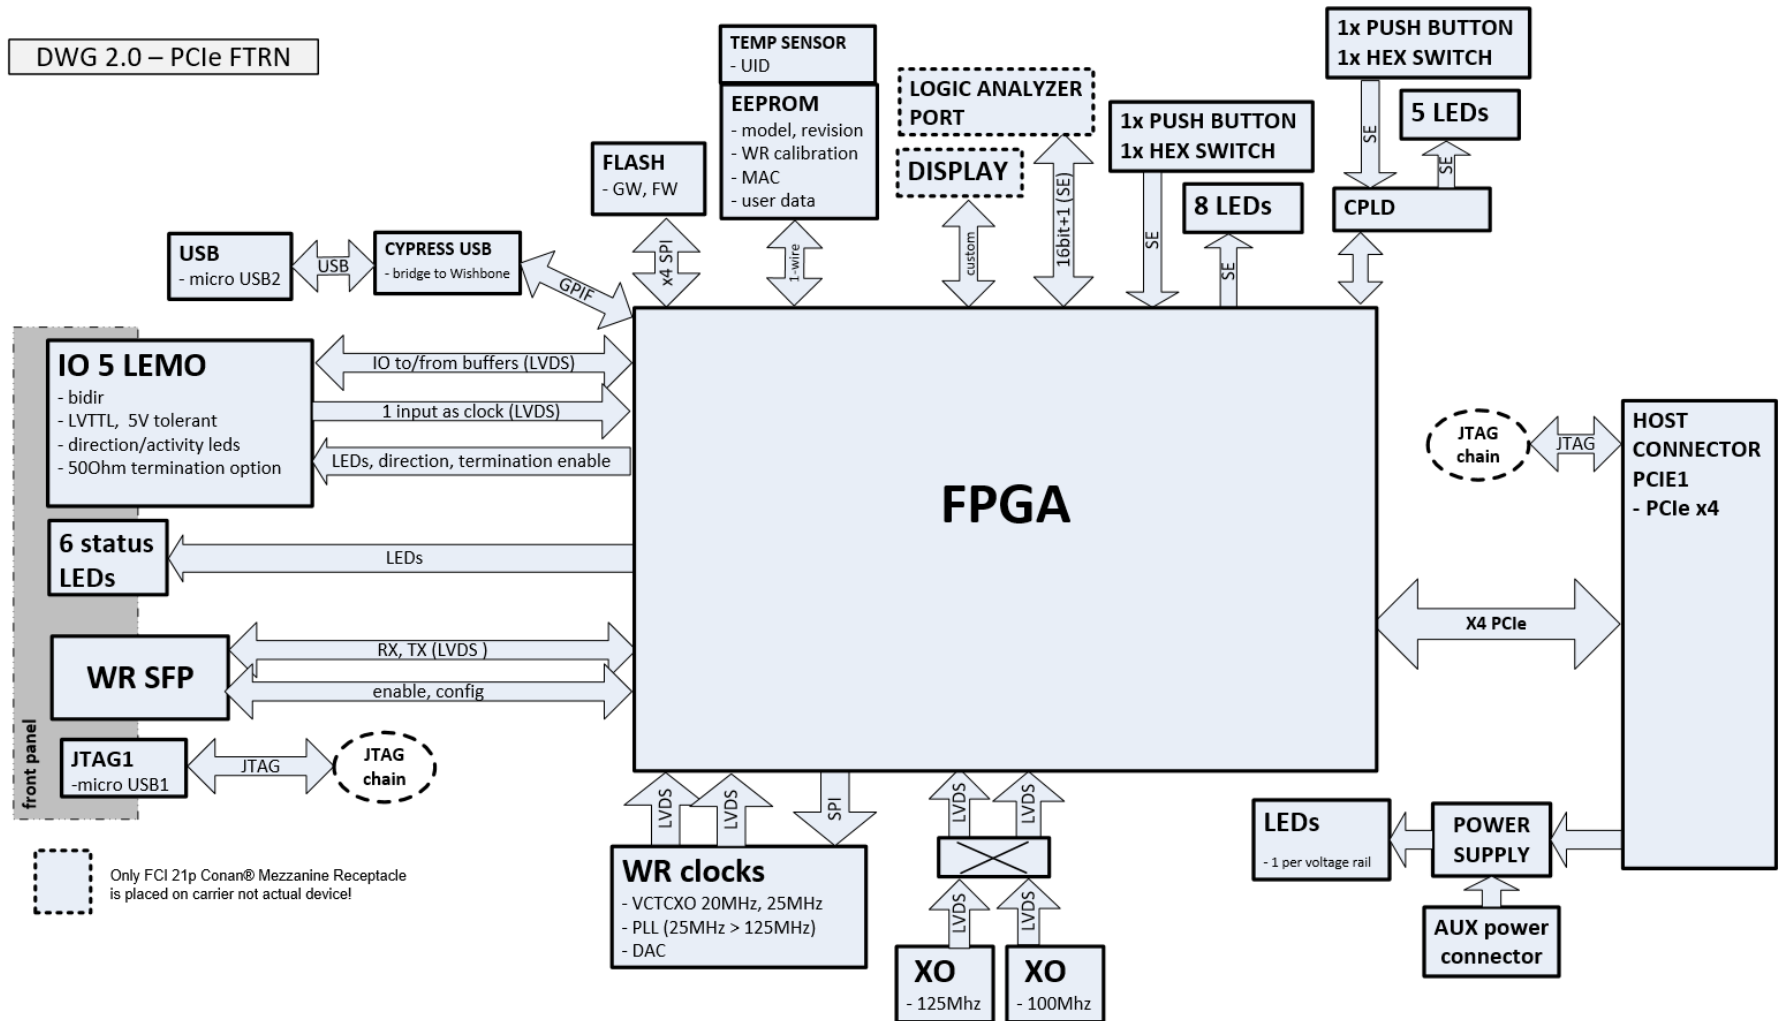 DWG 2.0 – PCIe FTRN
TEMP SENSOR
- UID
EEPROM
- model, revision
- WR calibration
- MAC
- user data
FLASH
- GW, FW
LOGIC ANALYZER
PORT
DISPLAY
1x PUSH BUTTON
1x HEX SWITCH
8 LEDs
1x PUSH BUTTON
1x HEX SWITCH
5 LEDs
SE
SE
CPLD
USB
- micro USB2
USB
CYPRESS USB
- bridge to Wishbone
GPIF
x4 SPI
1-wire
custom
16bit+1 (SE)
SE
SE
IO 5 LEMO
- bidir
- LVTTL,  5V tolerant
- direction/activity leds
- 50Ohm termination option
IO to/from buffers (LVDS)
1 input as clock (LVDS)
LEDs, direction, termination enable
6 status
LEDs
LEDs
WR SFP
RX, TX (LVDS )
enable, config
JTAG1
-micro USB1
JTAG
JTAG
chain
front panel
FPGA
JTAG
chain
JTAG
HOST
CONNECTOR
PCIE1
- PCIe x4
X4 PCIe
LVDS
LVDS
SPI
LVDS
LVDS
WR clocks
- VCTCXO 20MHz, 25MHz
- PLL (25MHz > 125MHz)
- DAC
LVDS
LVDS
XO
- 125Mhz
XO
- 100Mhz
LEDs
- 1 per voltage rail
POWER
SUPPLY
AUX power
connector
Only FCI 21p Conan® Mezzanine Receptacle
is placed on carrier not actual device!